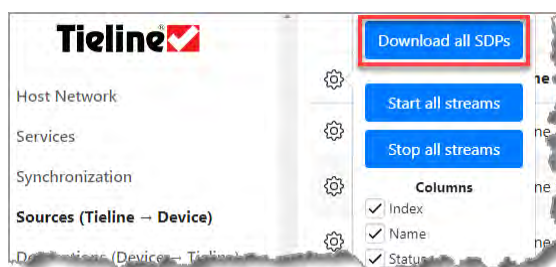 Tieline
Download all SDPs
Host Network
Services
Start all streams
Synchronization
Stop all streams
Columns
Sources (Tieline → Device)
Index
Name
Status